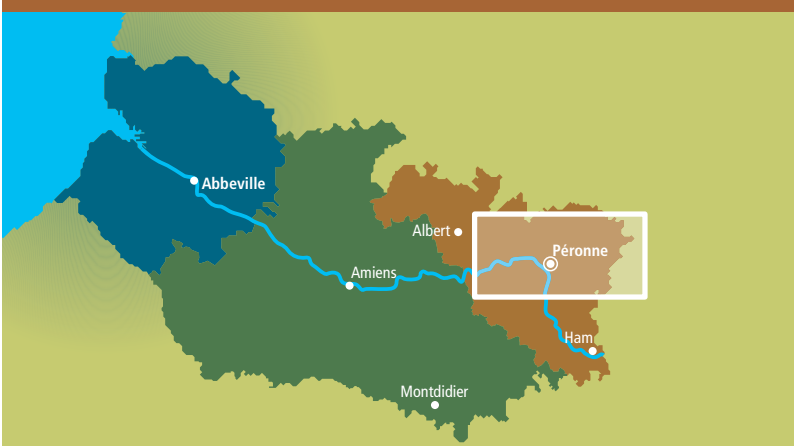 Abbeville
Albert
Péronne
Amiens
Ham
Montdidier